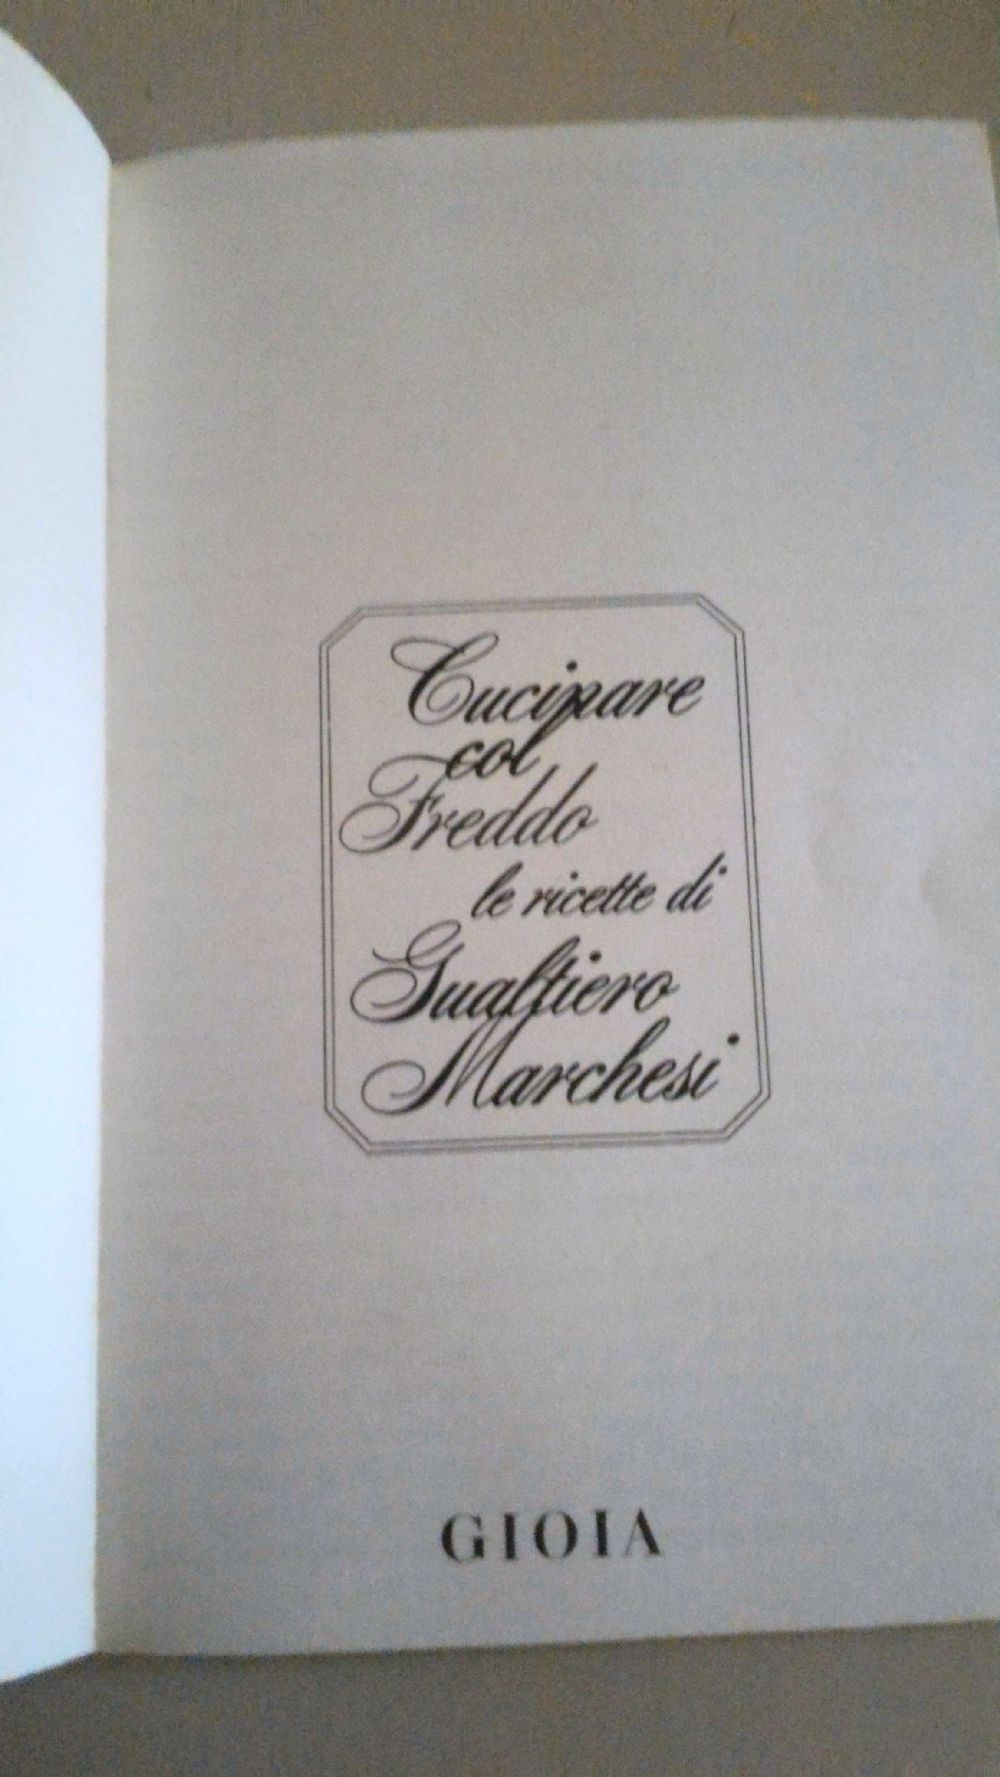 Cucinare
col
Freddo
le ricette di
Gualtiero
Marchesi
GIOIA